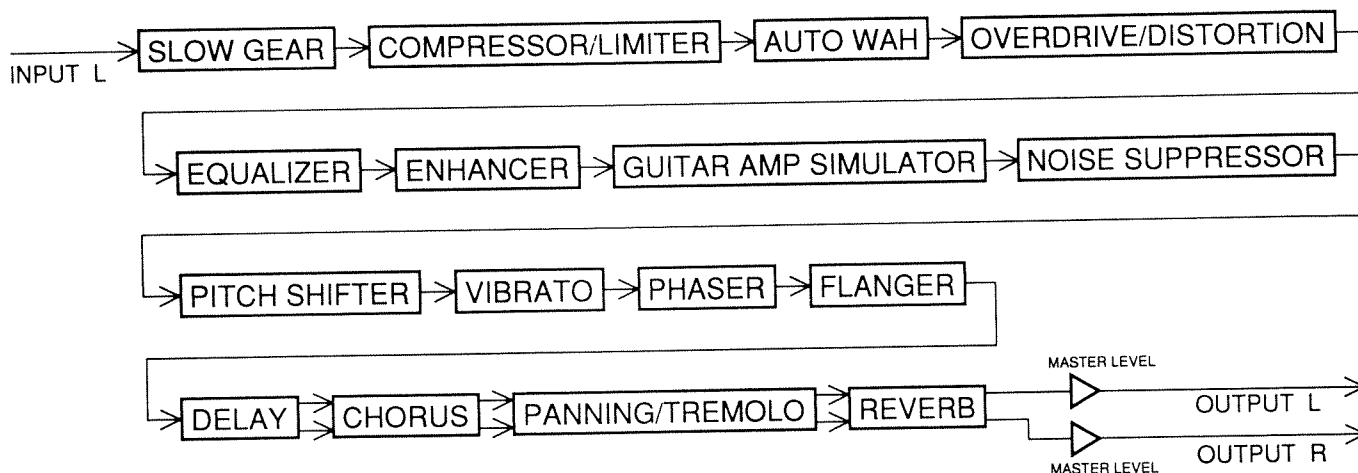 SLOW GEAR COMPRESSOR/LIMITER AUTO WAH OVERDRIVE/DISTORTION
INPUT L
EQUALIZER ENHANCER GUITAR AMP SIMULATOR NOISE SUPPRESSOR
PITCH SHIFTER VIBRATO PHASER FLANGER
MASTER LEVEL
DELAY CHORUS PANNING/TREMOLO REVERB OUTPUT L
OUTPUT R
MASTER LEVEL